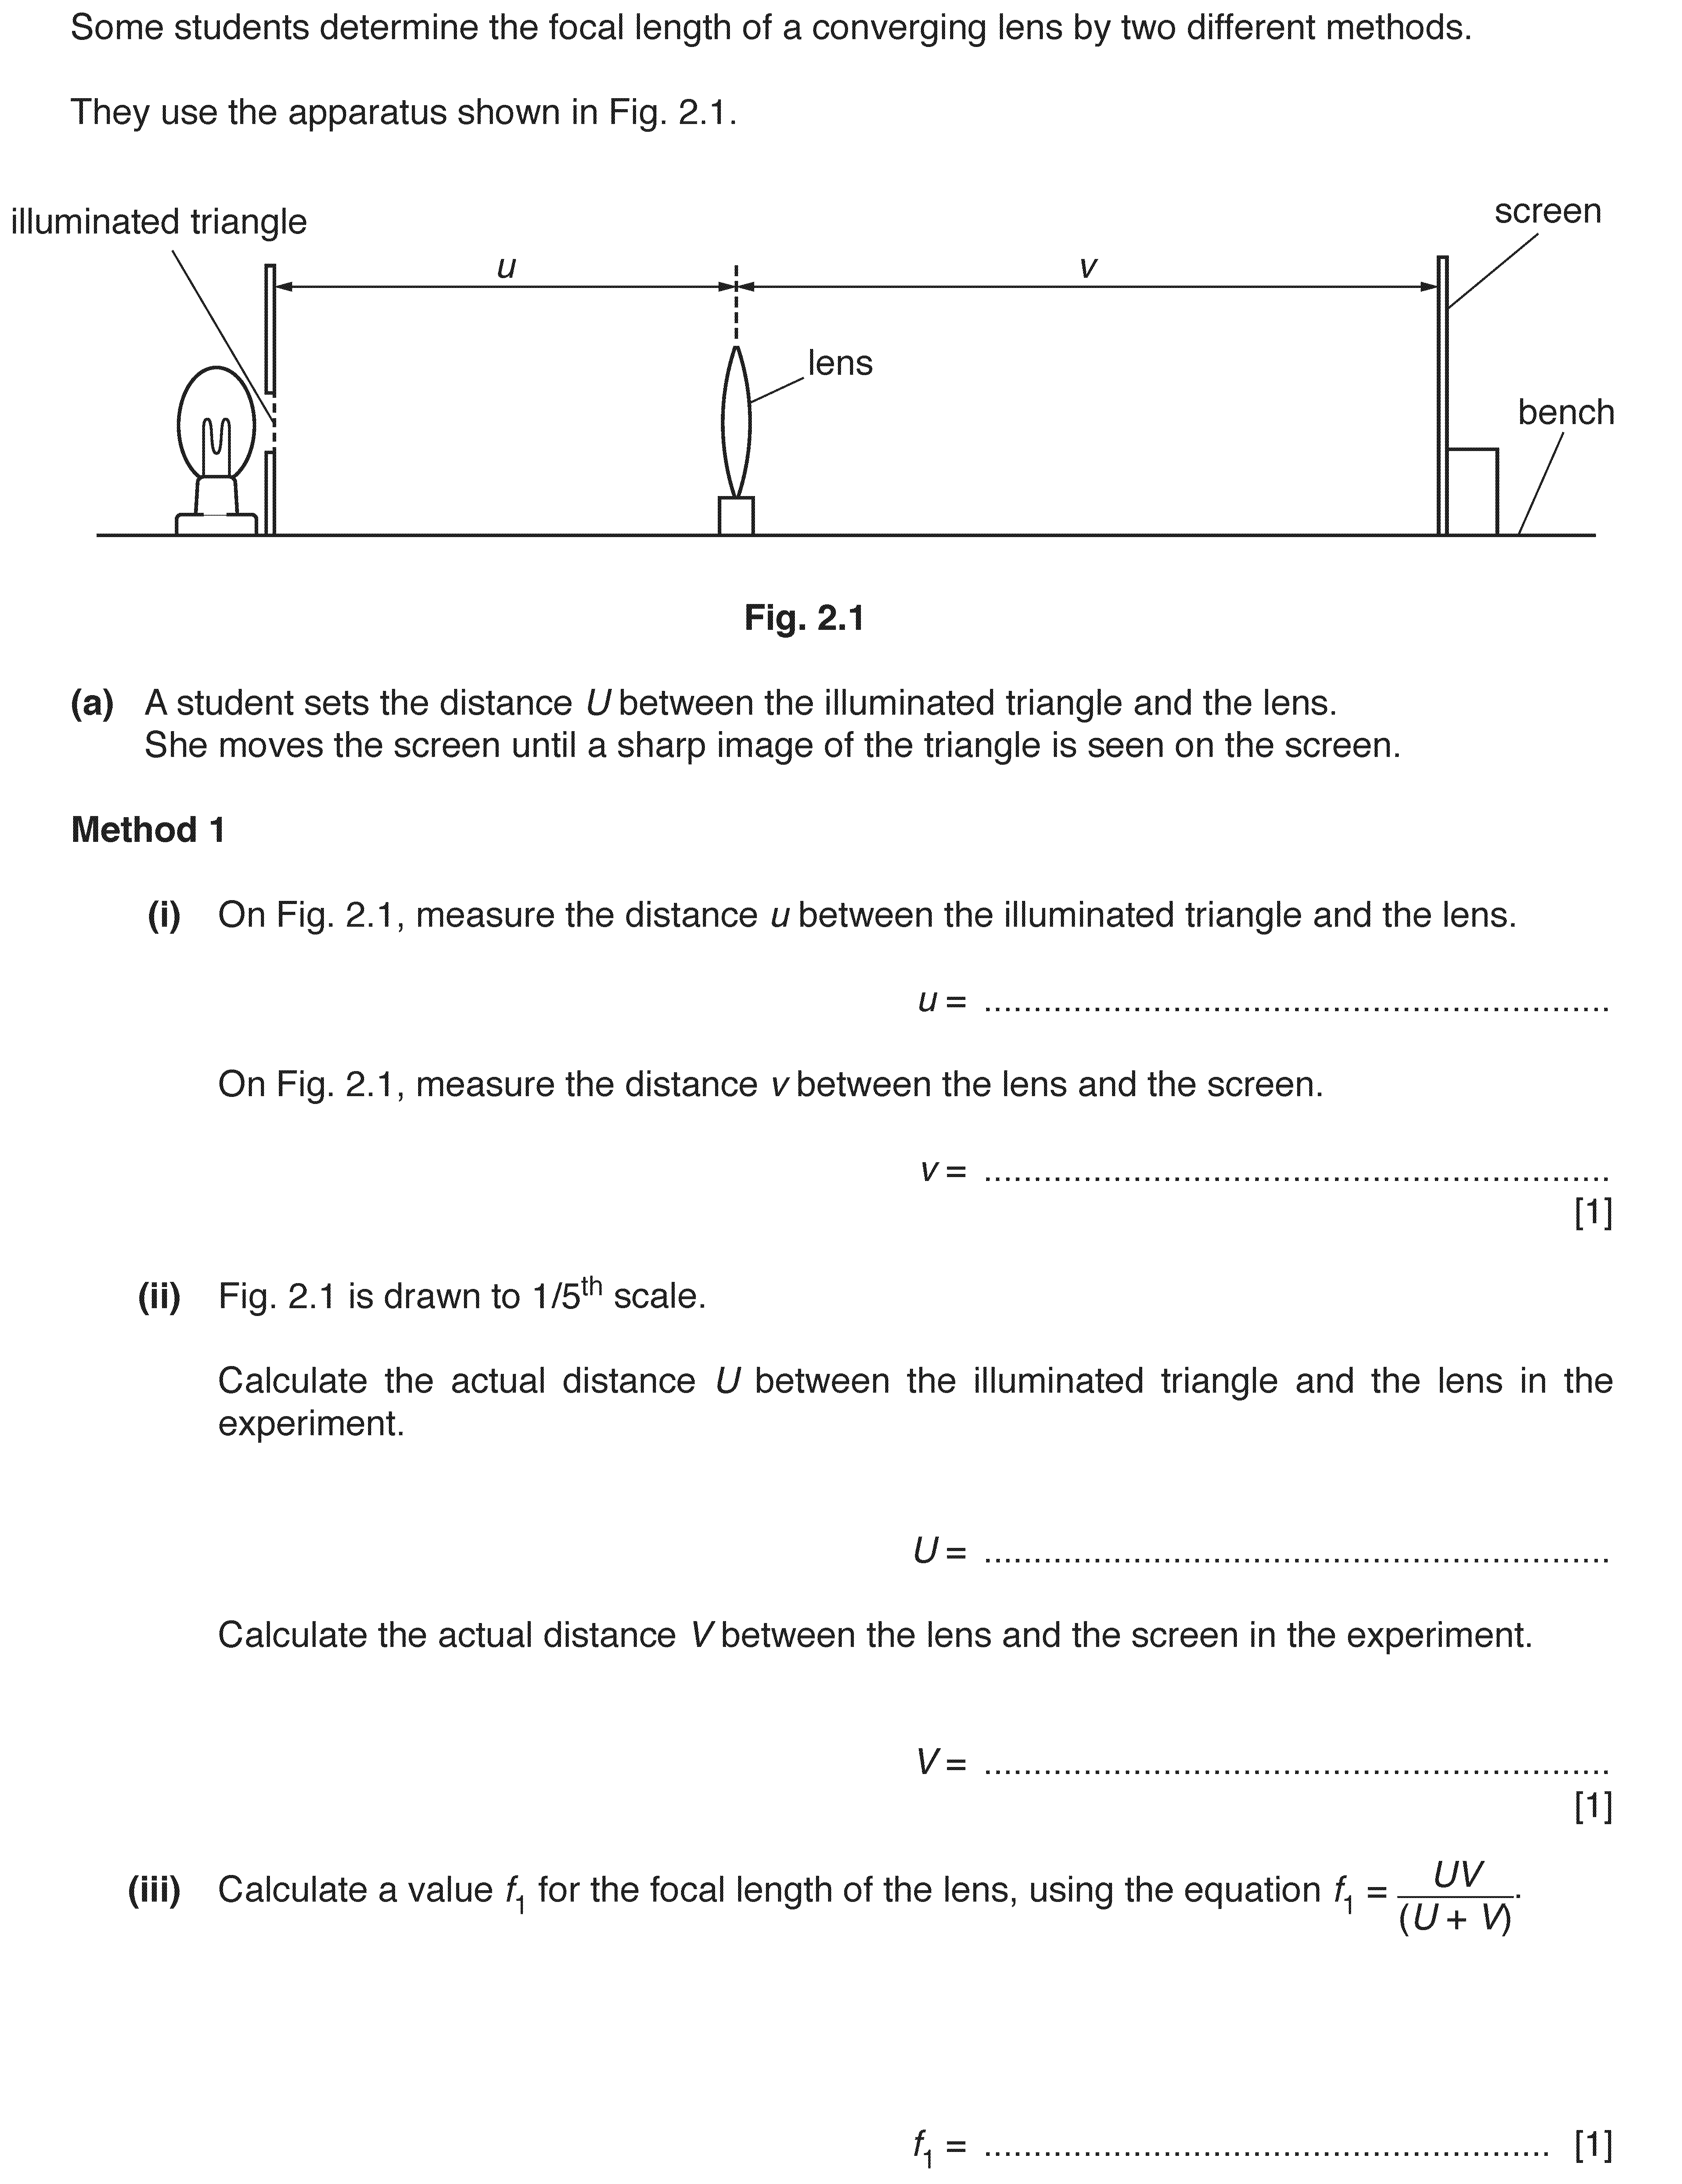 Some students determine the focal length of a converging lens by two different methods.
They use the apparatus shown in Fig. 2.1.
illuminated triangle
screen
u
v
lens
bench
Fig. 2.1
(a) A student sets the distance U between the illuminated triangle and the lens.
She moves the screen until a sharp image of the triangle is seen on the screen.
Method 1
(i) On Fig. 2.1, measure the distance u between the illuminated triangle and the lens.
u = ...............................................................
On Fig. 2.1, measure the distance v between the lens and the screen.
v = ...............................................................
[1]
(ii) Fig. 2.1 is drawn to 1/5th scale.
Calculate the actual distance U between the illuminated triangle and the lens in the
experiment.
U = ...............................................................
Calculate the actual distance V between the lens and the screen in the experiment.
V = ...............................................................
[1]
(iii) Calculate a value f1 for the focal length of the lens, using the equation f1 = UV/(U + V).
f1 = ......................................................... [1]